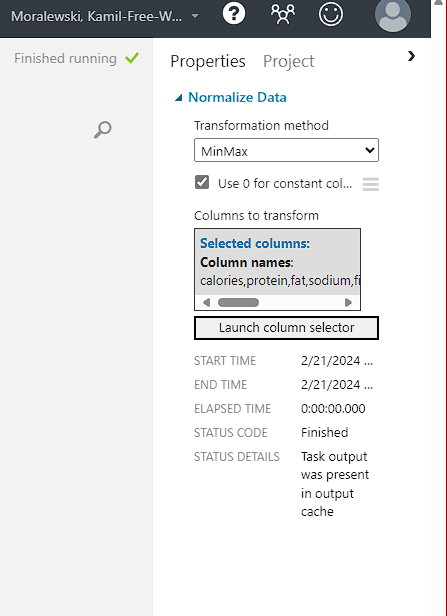 Moralewski, Kamil-Free-W...
Finished running
Properties Project
Normalize Data
Transformation method
MinMax
Use 0 for constant col...
Columns to transform
Selected columns:
Column names:
calories,protein,fat,sodium,fi
Launch column selector
START TIME 2/21/2024 ...
END TIME 2/21/2024 ...
ELAPSED TIME 0:00:00.000
STATUS CODE Finished
STATUS DETAILS Task output
was present
in output
cache